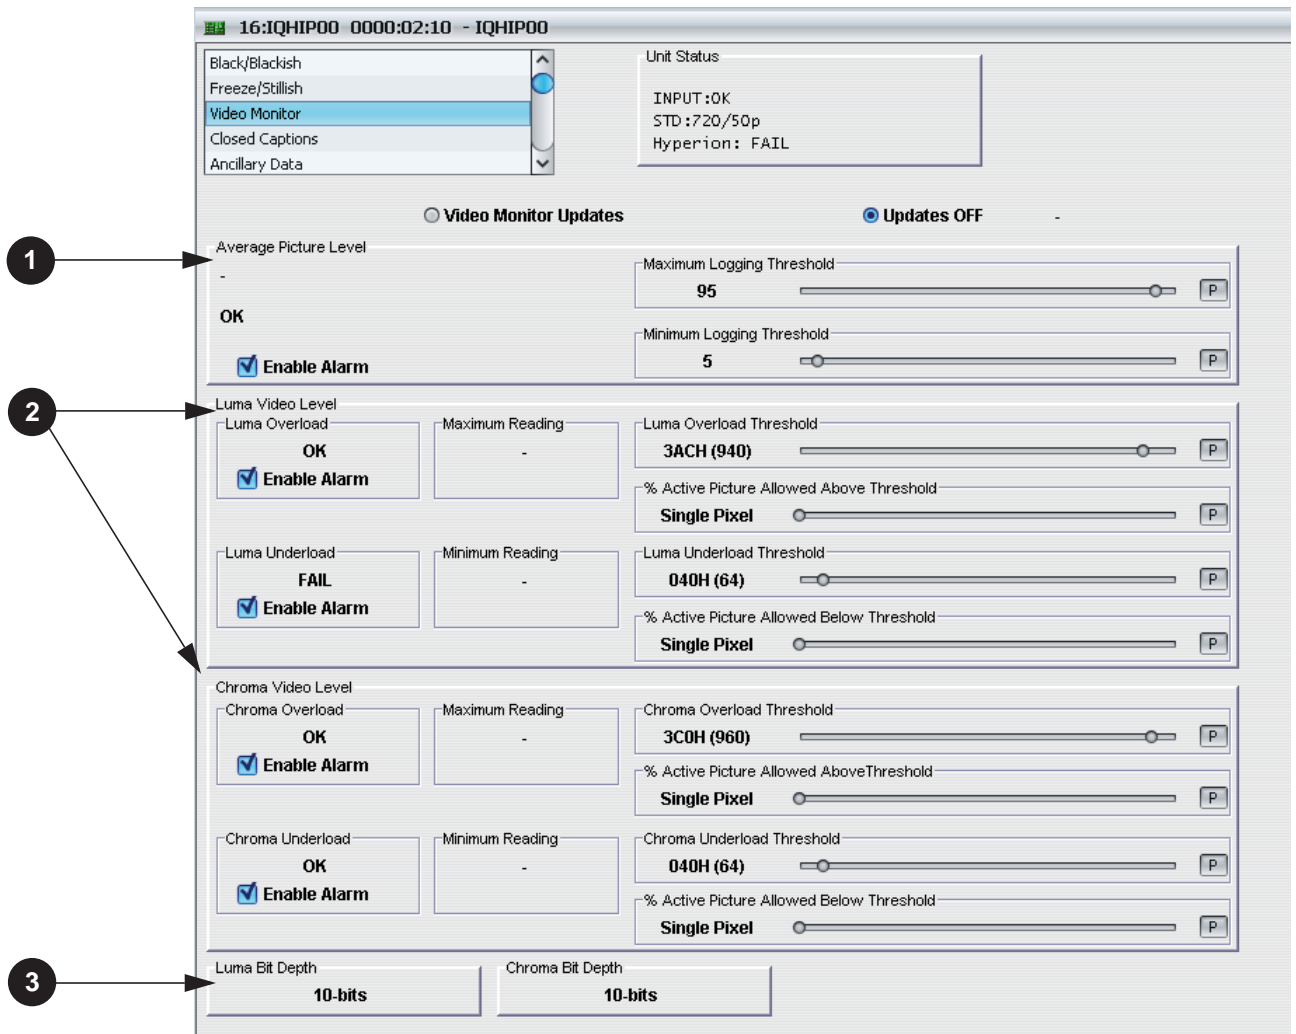 16:IQHIP00 0000:02:10 - IQHIP00
Black/Blackish
Freeze/Stillish
Video Monitor
Closed Captions
Ancillary Data
Unit Status
INPUT:OK
STD:720/50p
Hyperion: FAIL
Video Monitor Updates
Updates OFF -
1
Average Picture Level
-
OK
Enable Alarm
Maximum Logging Threshold
95 P
Minimum Logging Threshold
5 P
2
Luma Video Level
Luma Overload
OK
Enable Alarm
Maximum Reading
-
Luma Overload Threshold
3ACH (940) P
% Active Picture Allowed Above Threshold
Single Pixel P
Luma Underload
FAIL
Enable Alarm
Minimum Reading
-
Luma Underload Threshold
040H (64) P
% Active Picture Allowed Below Threshold
Single Pixel P
Chroma Video Level
Chroma Overload
OK
Enable Alarm
Maximum Reading
-
Chroma Overload Threshold
3C0H (960) P
% Active Picture Allowed AboveThreshold
Single Pixel P
Chroma Underload
OK
Enable Alarm
Minimum Reading
-
Chroma Underload Threshold
040H (64) P
% Active Picture Allowed Below Threshold
Single Pixel P
3
Luma Bit Depth
10-bits
Chroma Bit Depth
10-bits